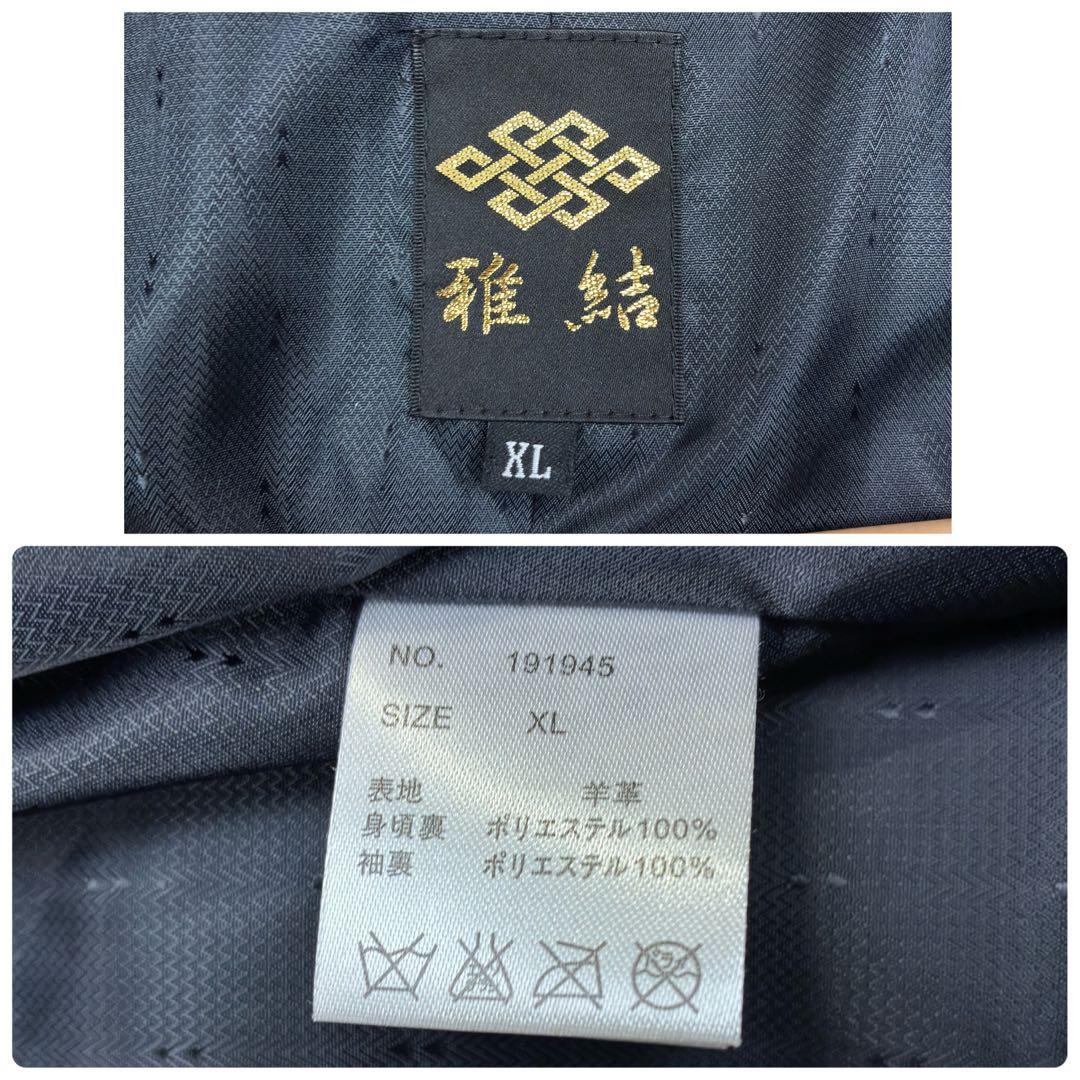 雅結
XL
NO. 191945
SIZE XL
表地 羊革
身頃裏 ポリエステル100%
袖裏 ポリエステル100%